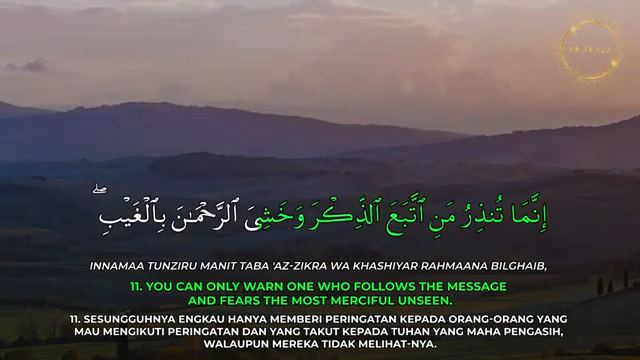 إِنَّمَا تُنذِرُ مَنِ ٱتَّبَعَ ٱلذِّكْرَ وَخَشِىَ ٱلرَّحْمَـٰنَ بِٱلْغَيْبِ ۖ
INNAMAA TUNZIRU MANIT TABA 'AZ-ZIKRA WA KHASHIYAR RAHMAANA BILGHAIB,
11. YOU CAN ONLY WARN ONE WHO FOLLOWS THE MESSAGE
AND FEARS THE MOST MERCIFUL UNSEEN.
11. SESUNGGUHNYA ENGKAU HANYA MEMBERI PERINGATAN KEPADA ORANG-ORANG YANG
MAU MENGIKUTI PERINGATAN DAN YANG TAKUT KEPADA TUHAN YANG MAHA PENGASIH,
WALAUPUN MEREKA TIDAK MELIHAT-NYA.